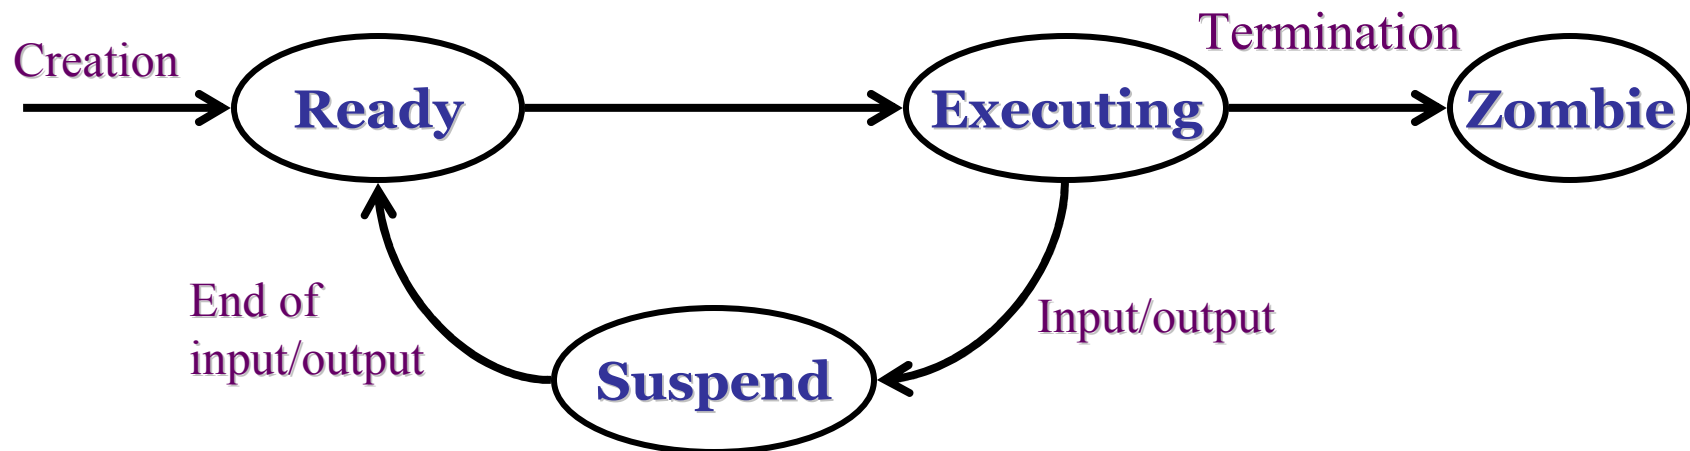 Creation
Ready
Executing
Termination
Zombie
End of
input/output
Suspend
Input/output